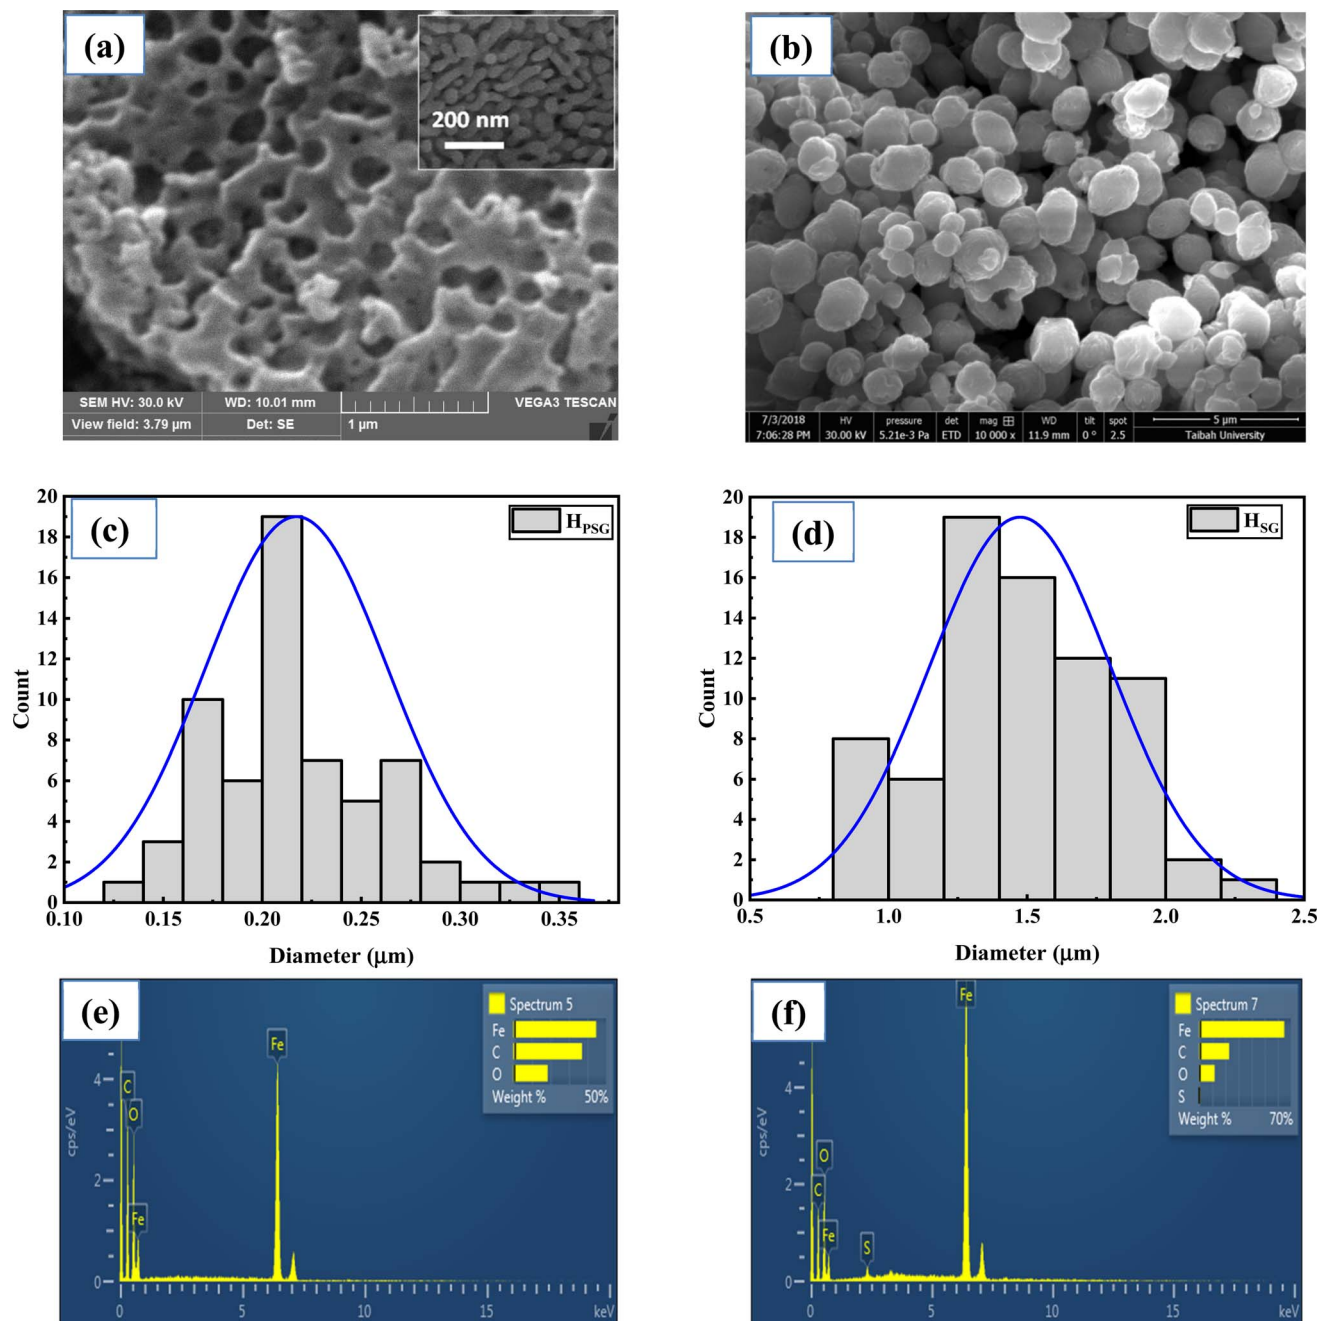 (a)
200 nm
SEM HV: 30.0 kV WD: 10.01 mm VEGA3 TESCAN
View field: 3.79 µm Det: SE 1 µm
(b)
7/3/2018 HV pressure det mag WD tilt spot 5 µm
7:06:28 PM 30.00 kV 5.21e-3 Pa ETD 10 000 x 11.9 mm 0 ° 2.5 Taibah University
(c)
H_PSG
20
18
16
14
12
10
8
6
4
2
0
Count
0.10 0.15 0.20 0.25 0.30 0.35
Diameter (µm)
(d)
H_SG
20
18
16
14
12
10
8
6
4
2
0
Count
0.5 1.0 1.5 2.0 2.5
Diameter (µm)
(e)
Spectrum 5
Fe
C
O
Weight % 50%
Fe
C
O
Fe
cps/eV
4
2
0
0 5 10 15 keV
(f)
Spectrum 7
Fe
C
O
S
Weight % 70%
Fe
O
C
Fe
S
cps/eV
4
2
0
0 5 10 15 keV